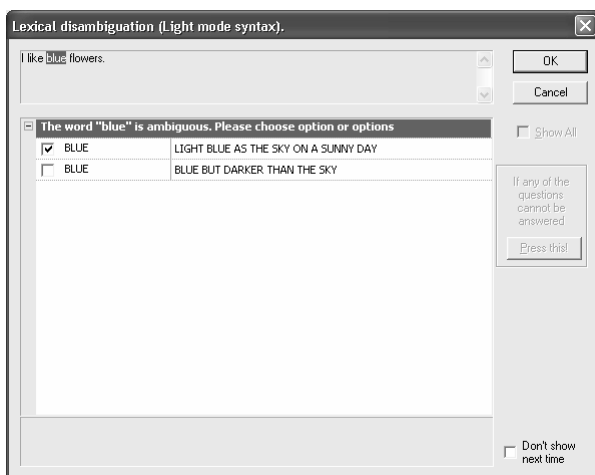 Lexical disambiguation (Light mode syntax).
I like blue flowers.
OK
Cancel
The word "blue" is ambiguous. Please choose option or options
Show All
BLUE LIGHT BLUE AS THE SKY ON A SUNNY DAY
BLUE BUT DARKER THAN THE SKY
If any of the
questions
cannot be
answered
Press this!
Don't show
next time